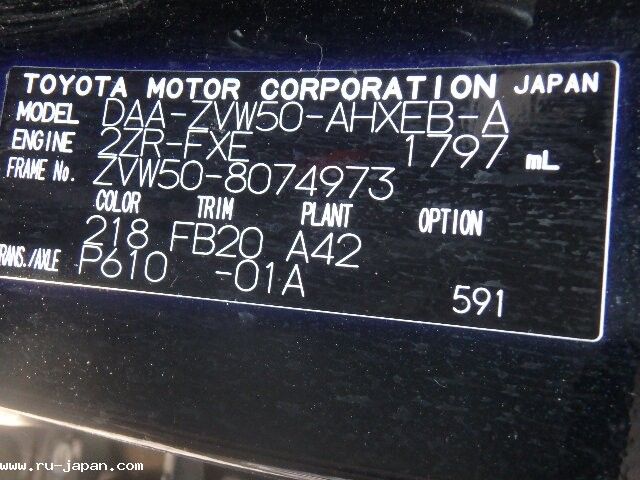 TOYOTA MOTOR CORPORATION JAPAN
MODEL DAA-ZVW50-AHXEB-A
ENGINE 2ZR-FXE 1797 mL
FRAME No. ZVW50-8074973
COLOR TRIM PLANT OPTION
218 FB20 A42
TRANS./AXLE P610 -01A 591
www.ru-japan.com